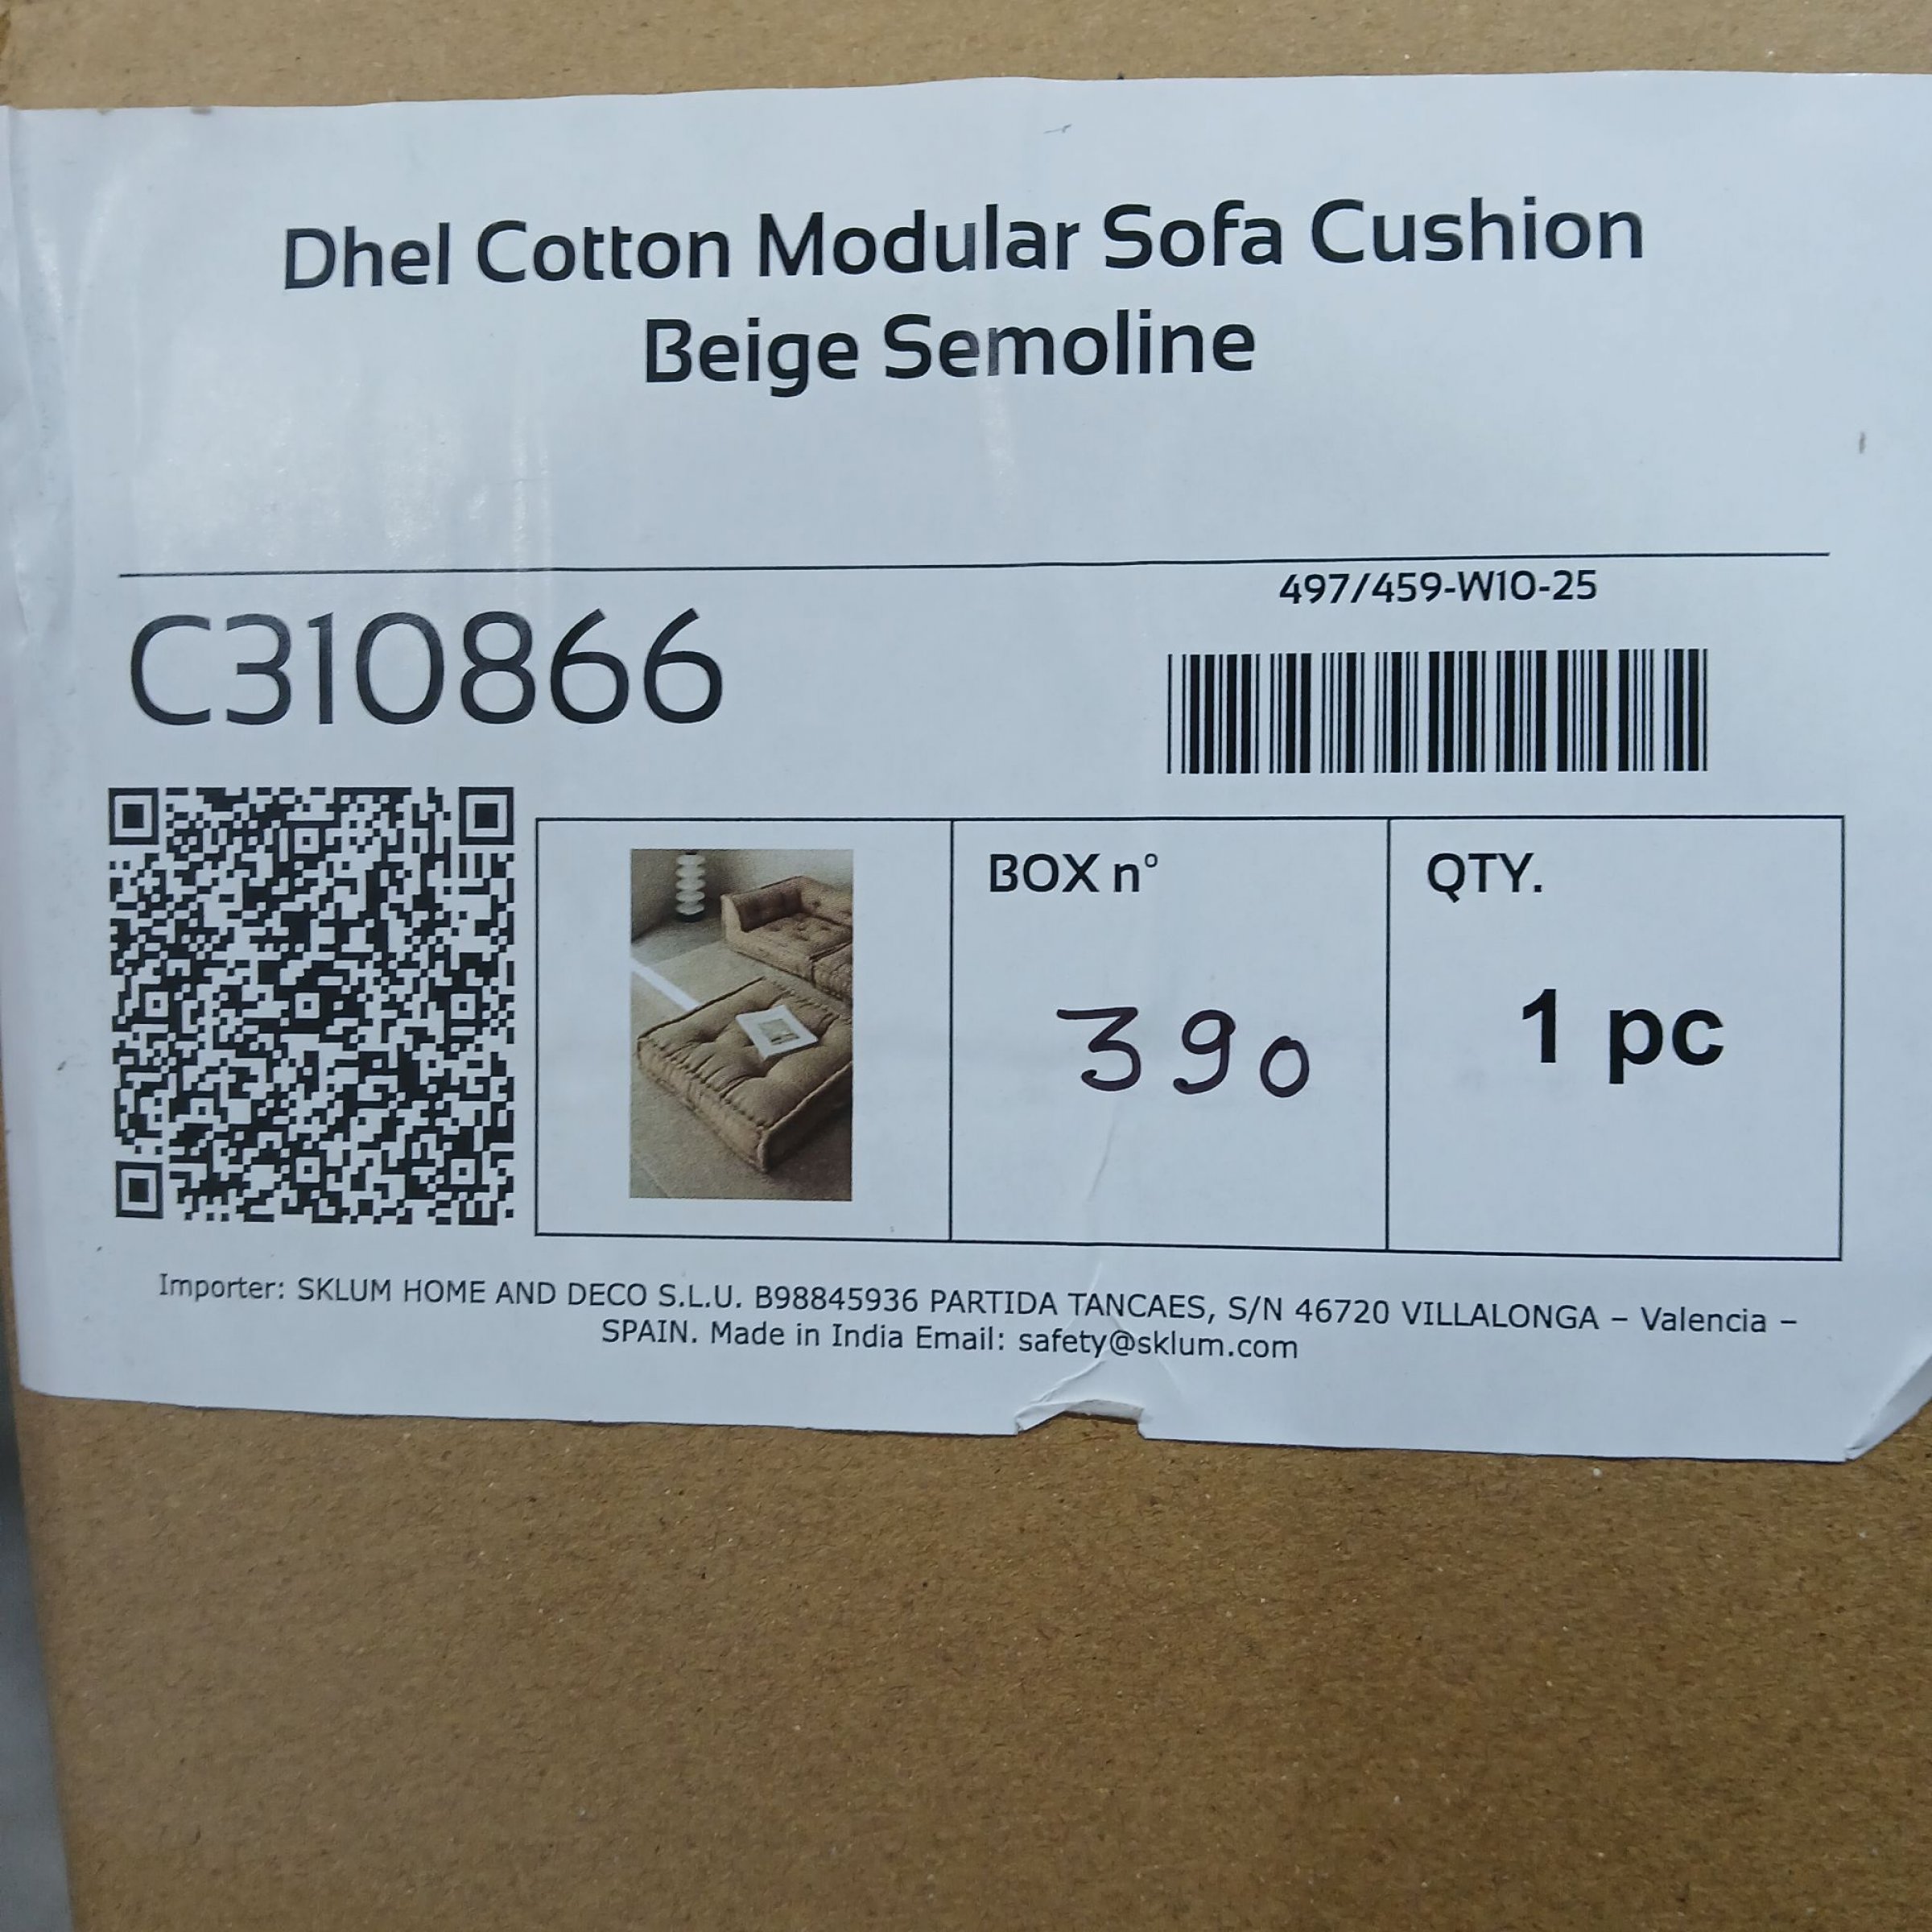 Dhel Cotton Modular Sofa Cushion
Beige Semoline
497/459-W10-25
C310866
BOX nº
QTY.
390
1 pc
Importer: SKLUM HOME AND DECO S.L.U. B98845936 PARTIDA TANCAES, S/N 46720 VILLALONGA – Valencia –
SPAIN. Made in India Email: safety@sklum.com